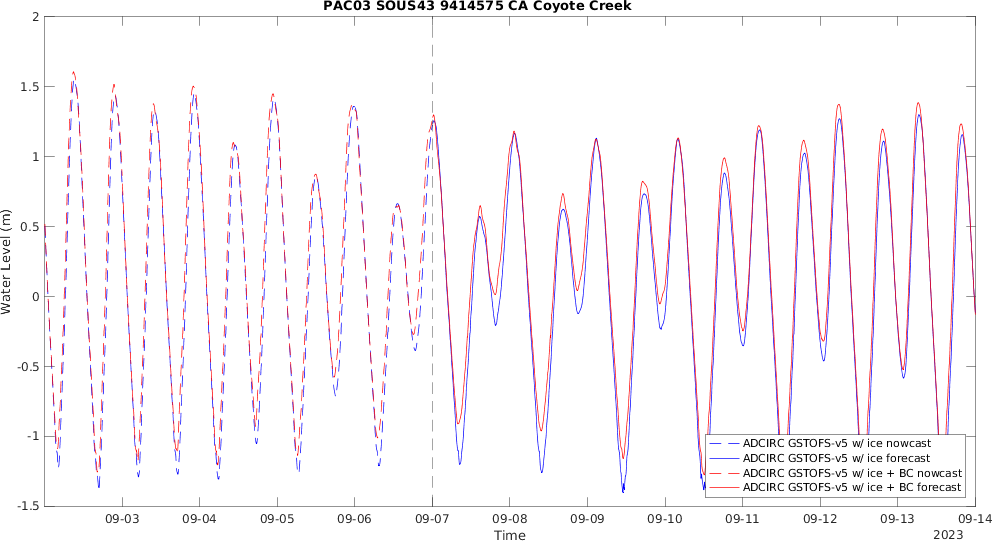 PAC03 SOUS43 9414575 CA Coyote Creek
2
1.5
1
0.5
0
-0.5
-1
-1.5
Water Level (m)
ADCIRC GSTOFS-v5 w/ ice nowcast
ADCIRC GSTOFS-v5 w/ ice forecast
ADCIRC GSTOFS-v5 w/ ice + BC nowcast
ADCIRC GSTOFS-v5 w/ ice + BC forecast
09-03 09-04 09-05 09-06 09-07 09-08 09-09 09-10 09-11 09-12 09-13 09-14
Time
2023